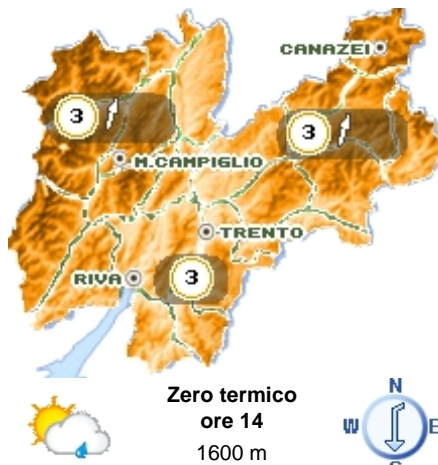 CANAZEI
3
3
M.CAMPIGLIO
TRENTO
RIVA
3
Zero termico
ore 14
1600 m
N
W
E
S